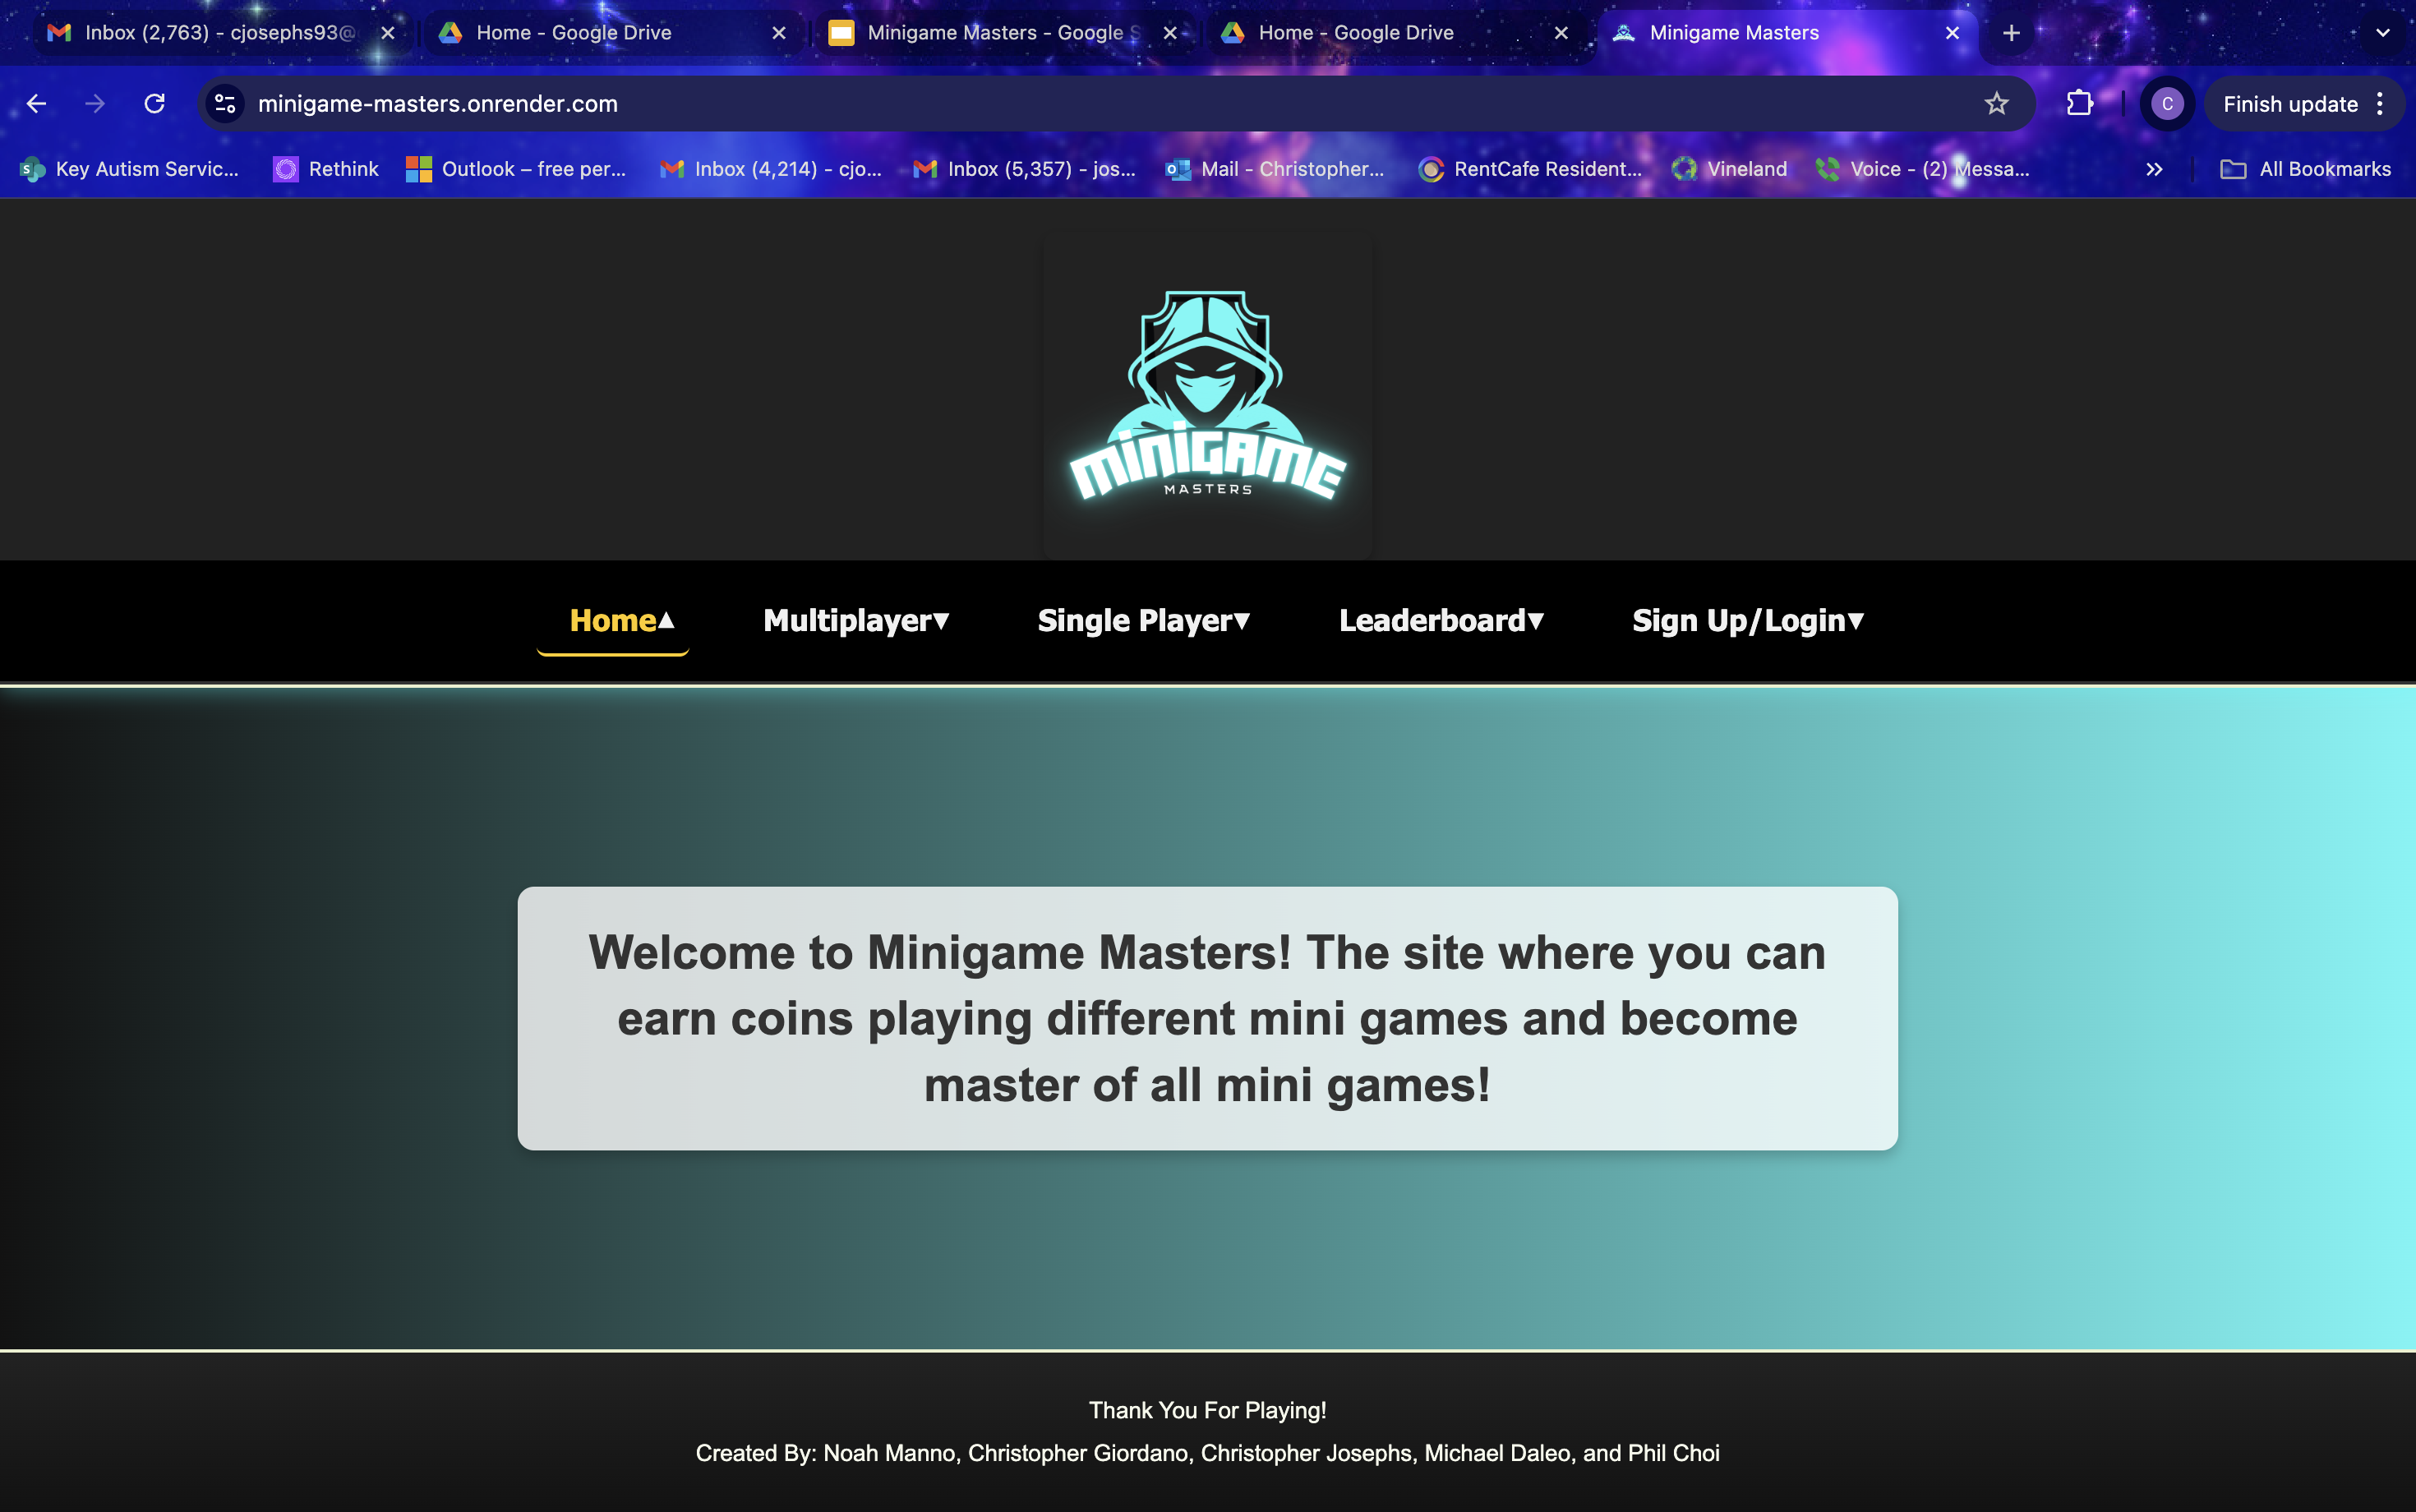 Inbox (2,763) - cjosephs93@
Home - Google Drive
Minigame Masters - Google S
Home - Google Drive
Minigame Masters
minigame-masters.onrender.com
C
Finish update
Key Autism Servic...
Rethink
Outlook – free per...
Inbox (4,214) - cjo...
Inbox (5,357) - jos...
Mail - Christopher...
RentCafe Resident...
Vineland
Voice - (2) Messa...
All Bookmarks
MINIGAME
MASTERS
Home▲
Multiplayer▼
Single Player▼
Leaderboard▼
Sign Up/Login▼
Welcome to Minigame Masters! The site where you can
earn coins playing different mini games and become
master of all mini games!
Thank You For Playing!
Created By: Noah Manno, Christopher Giordano, Christopher Josephs, Michael Daleo, and Phil Choi